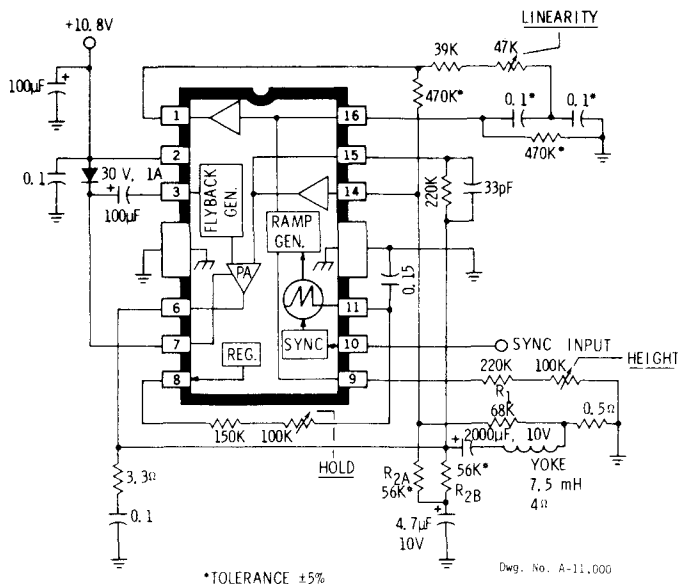 +10.8V
LINEARITY
39K
47K
100µF
+
470K*
0.1*
0.1*
1
16
470K*
2
15
0.1
30 V, 1A
3
14
+
100µF
FLYBACK
GEN.
220K
33pF
RAMP
GEN.
PA
0.15
6
11
SYNC
10
SYNC INPUT
7
REG.
HEIGHT
8
9
220K
100K
R1
68K
0.5Ω
150K
100K
+
2000µF, 10V
HOLD
YOKE
7.5 mH
4Ω
3.3Ω
R2A
56K*
56K*
R2B
0.1
+
4.7µF
10V
*TOLERANCE ±5%
Dwg. No. A-11,000